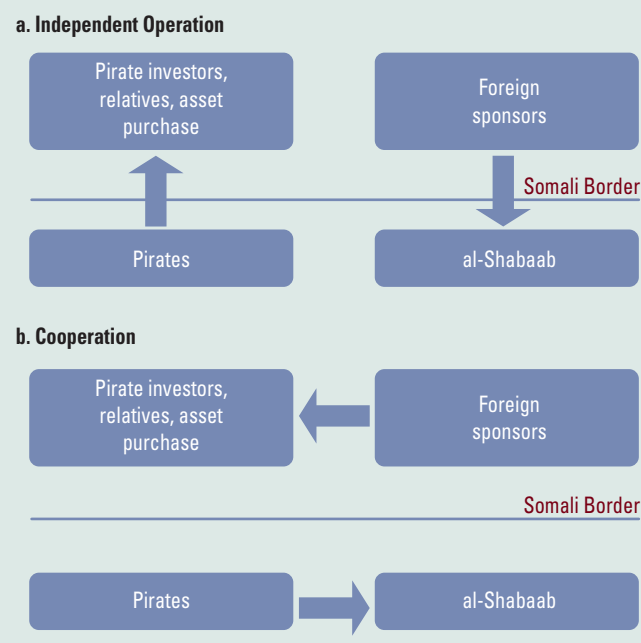 a. Independent Operation
Pirate investors,
relatives, asset
purchase
Foreign
sponsors
Somali Border
Pirates
al-Shabaab
b. Cooperation
Pirate investors,
relatives, asset
purchase
Foreign
sponsors
Somali Border
Pirates
al-Shabaab